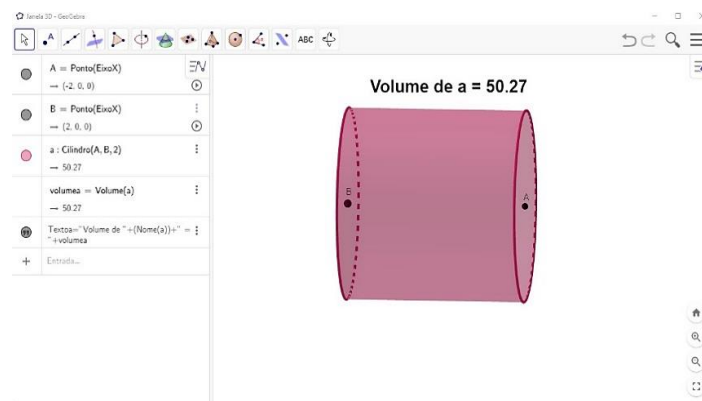 Janela 3D - GeoGebra
ABC
A = Ponto(EixoX)
→ (-2, 0, 0)
B = Ponto(EixoX)
→ (2, 0, 0)
a : Cilindro(A, B, 2)
→ 50.27
volumea = Volume(a)
→ 50.27
Textoa="Volume de "+(Nome(a))+" =
"+volumea
Entrada...
Volume de a = 50.27
B
A